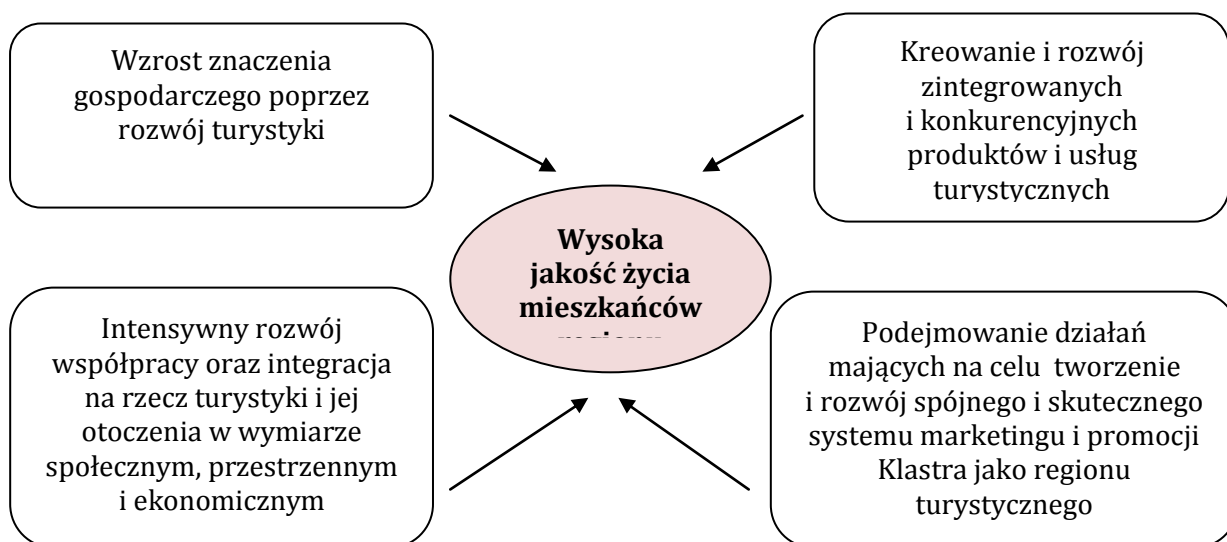 Wzrost znaczenia
gospodarczego poprzez
rozwój turystyki
Kreowanie i rozwój
zintegrowanych
i konkurencyjnych
produktów i usług
turystycznych
Wysoka
jakość życia
mieszkańców
Intensywny rozwój
współpracy oraz integracja
na rzecz turystyki i jej
otoczenia w wymiarze
społecznym, przestrzennym
i ekonomicznym
Podejmowanie działań
mających na celu  tworzenie
i rozwój spójnego i skutecznego
systemu marketingu i promocji
Klastra jako regionu
turystycznego